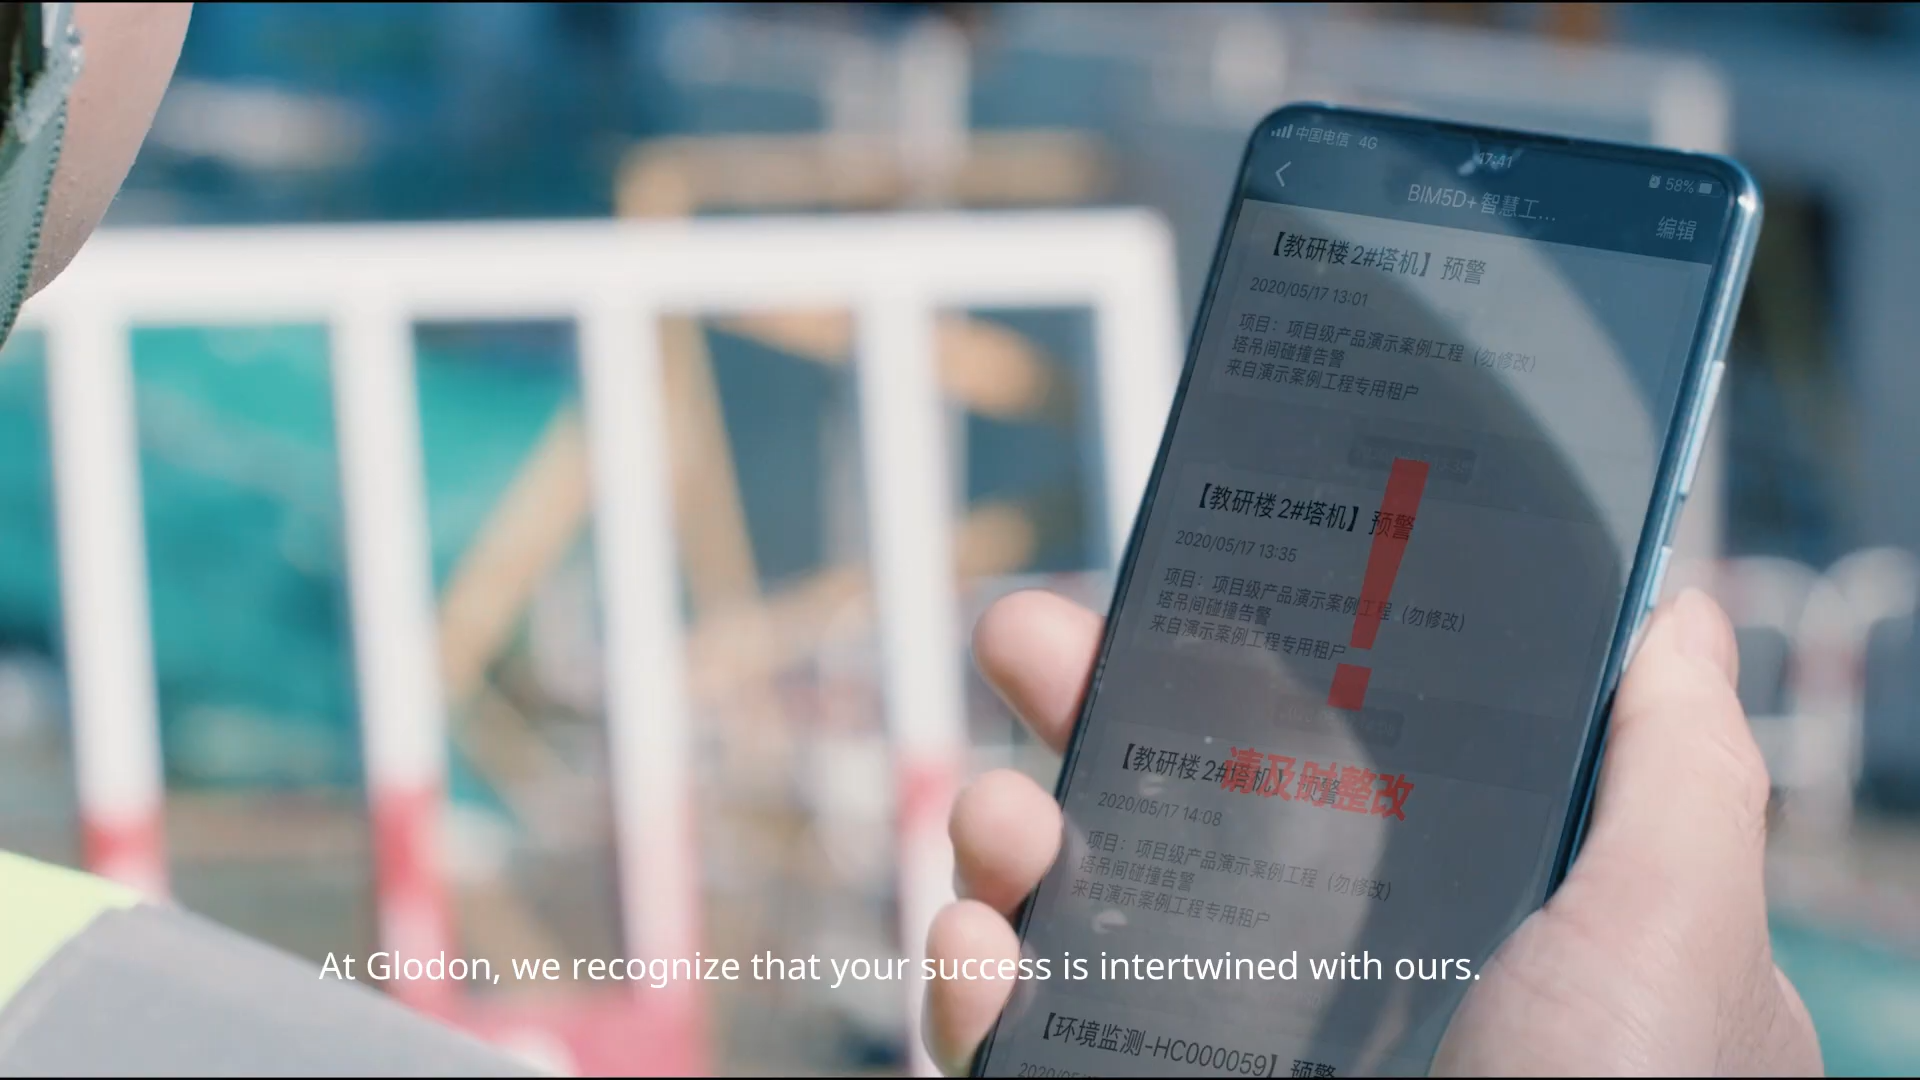 中国电信 4G
17:41
58%
BIM5D+智慧工...
编辑
【教研楼2#塔机】预警
2020/05/17 13:01
项目：项目级产品演示案例工程（勿修改）
塔吊间碰撞告警
来自演示案例工程专用租户
【教研楼2#塔机】预警
2020/05/17 13:35
项目：项目级产品演示案例工程（勿修改）
塔吊间碰撞告警
来自演示案例工程专用租户
!
【教研楼2#塔机】预警
请及时整改
2020/05/17 14:08
项目：项目级产品演示案例工程（勿修改）
塔吊间碰撞告警
来自演示案例工程专用租户
At Glodon, we recognize that your success is intertwined with ours.
【环境监测-HC000059】预警